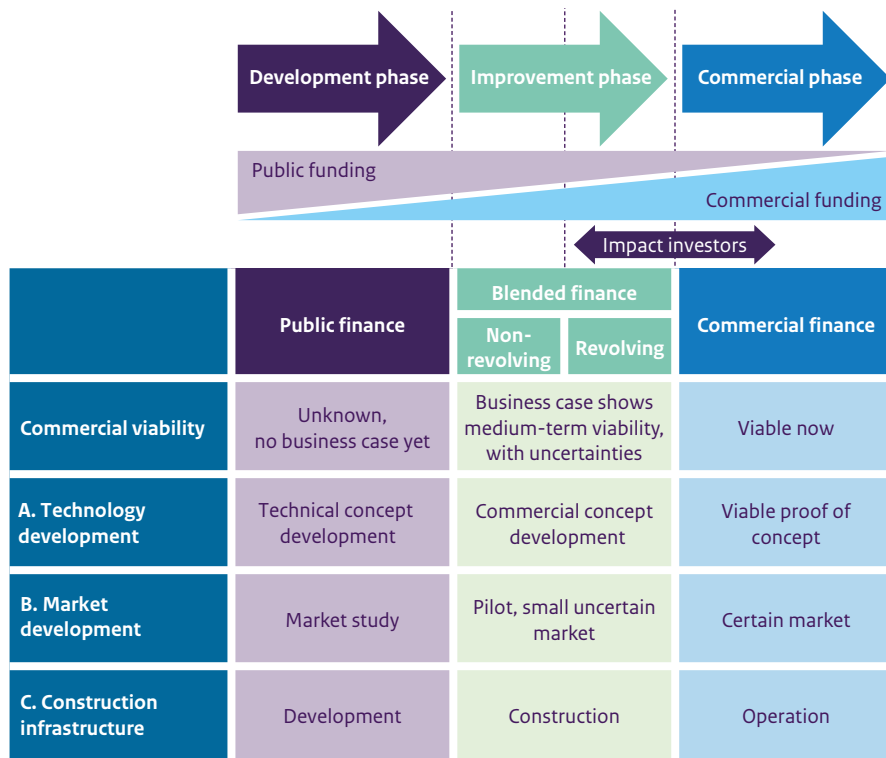 Development phase
Improvement phase
Commercial phase
Public funding
Commercial funding
Impact investors
Public finance
Blended finance
Non-
revolving
Revolving
Commercial finance
Commercial viability
Unknown,
no business case yet
Business case shows
medium-term viability,
with uncertainties
Viable now
A. Technology
development
Technical concept
development
Commercial concept
development
Viable proof of
concept
B. Market
development
Market study
Pilot, small uncertain
market
Certain market
C. Construction
infrastructure
Development
Construction
Operation